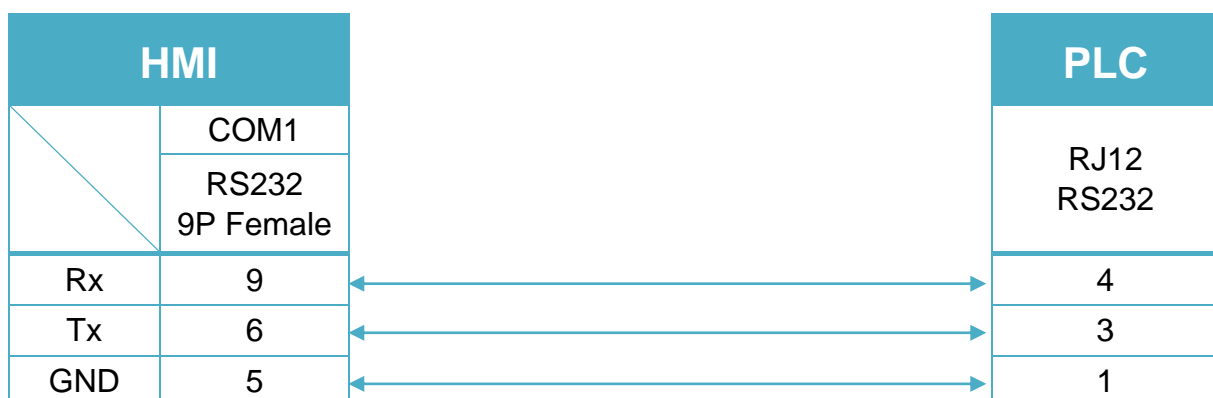 HMI PLC
COM1
RS232
9P Female
RJ12
RS232
Rx 9 4
Tx 6 3
GND 5 1